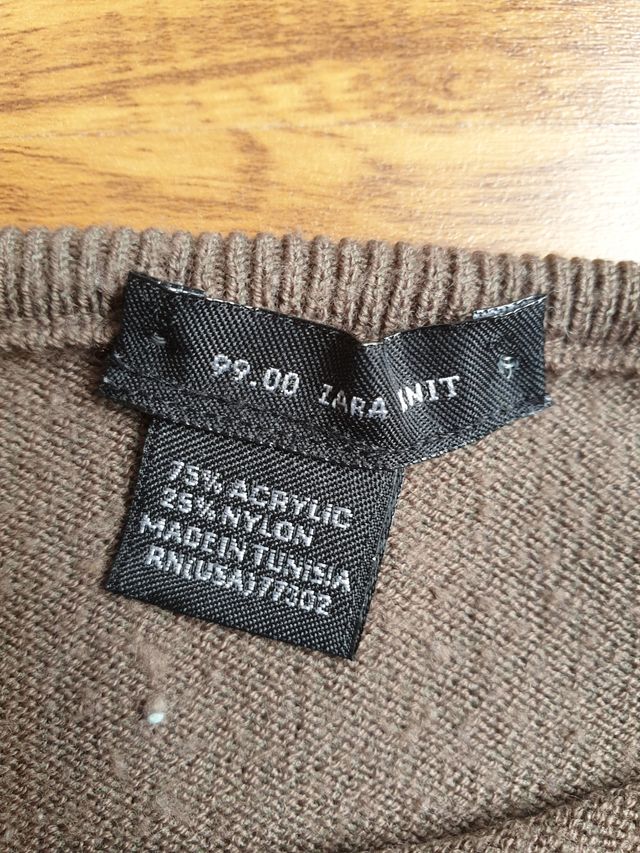 99.00 ZARA KNIT
75% ACRYLIC
25% NYLON
MADE IN TUNISIA
RN(USA)77302